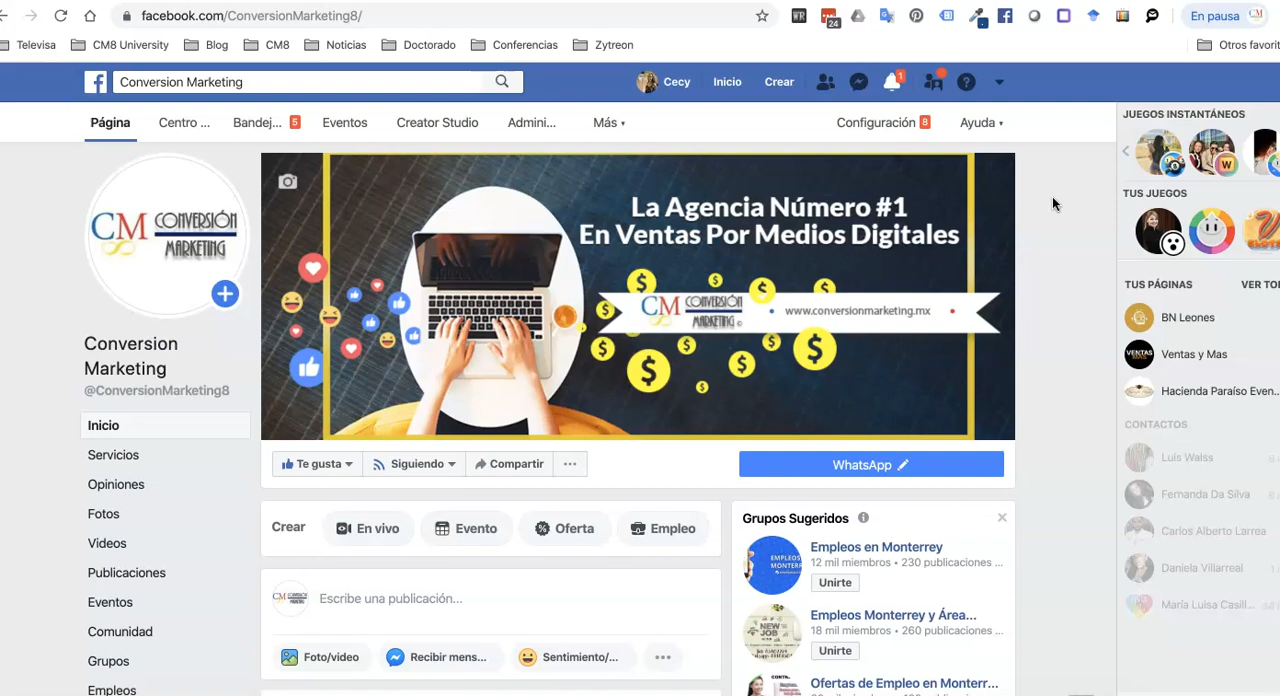 facebook.com/ConversionMarketing8/
24
En pausa
Televisa
CM8 University
Blog
CM8
Noticias
Doctorado
Conferencias
Zytreon
Otros favorit
Conversion Marketing
Cecy
Inicio
Crear
1
Página
Centro ...
Bandej...
5
Eventos
Creator Studio
Admini...
Más
Configuración
8
Ayuda
JUEGOS INSTANTÁNEOS
TUS JUEGOS
TUS PÁGINAS
VER TO
BN Leones
Ventas y Mas
Hacienda Paraíso Even...
CONTACTOS
Luis Walss
Fernanda Da Silva
Carlos Alberto Larrea
Daniela Villarreal
María Luisa Casill...
CM CONVERSIÓN
MARKETING
La Agencia Número #1
En Ventas Por Medios Digitales
CM CONVERSIÓN
MARKETING
www.conversionmarketing.mx
Conversion
Marketing
@ConversionMarketing8
Inicio
Servicios
Opiniones
Fotos
Videos
Publicaciones
Eventos
Comunidad
Grupos
Empleos
Te gusta
Siguiendo
Compartir
WhatsApp
Crear
En vivo
Evento
Oferta
Empleo
Escribe una publicación...
Foto/video
Recibir mens...
Sentimiento/...
Grupos Sugeridos
Empleos en Monterrey
12 mil miembros • 230 publicaciones ...
Unirte
Empleos Monterrey y Área...
18 mil miembros • 260 publicaciones ...
Unirte
Ofertas de Empleo en Monterr...